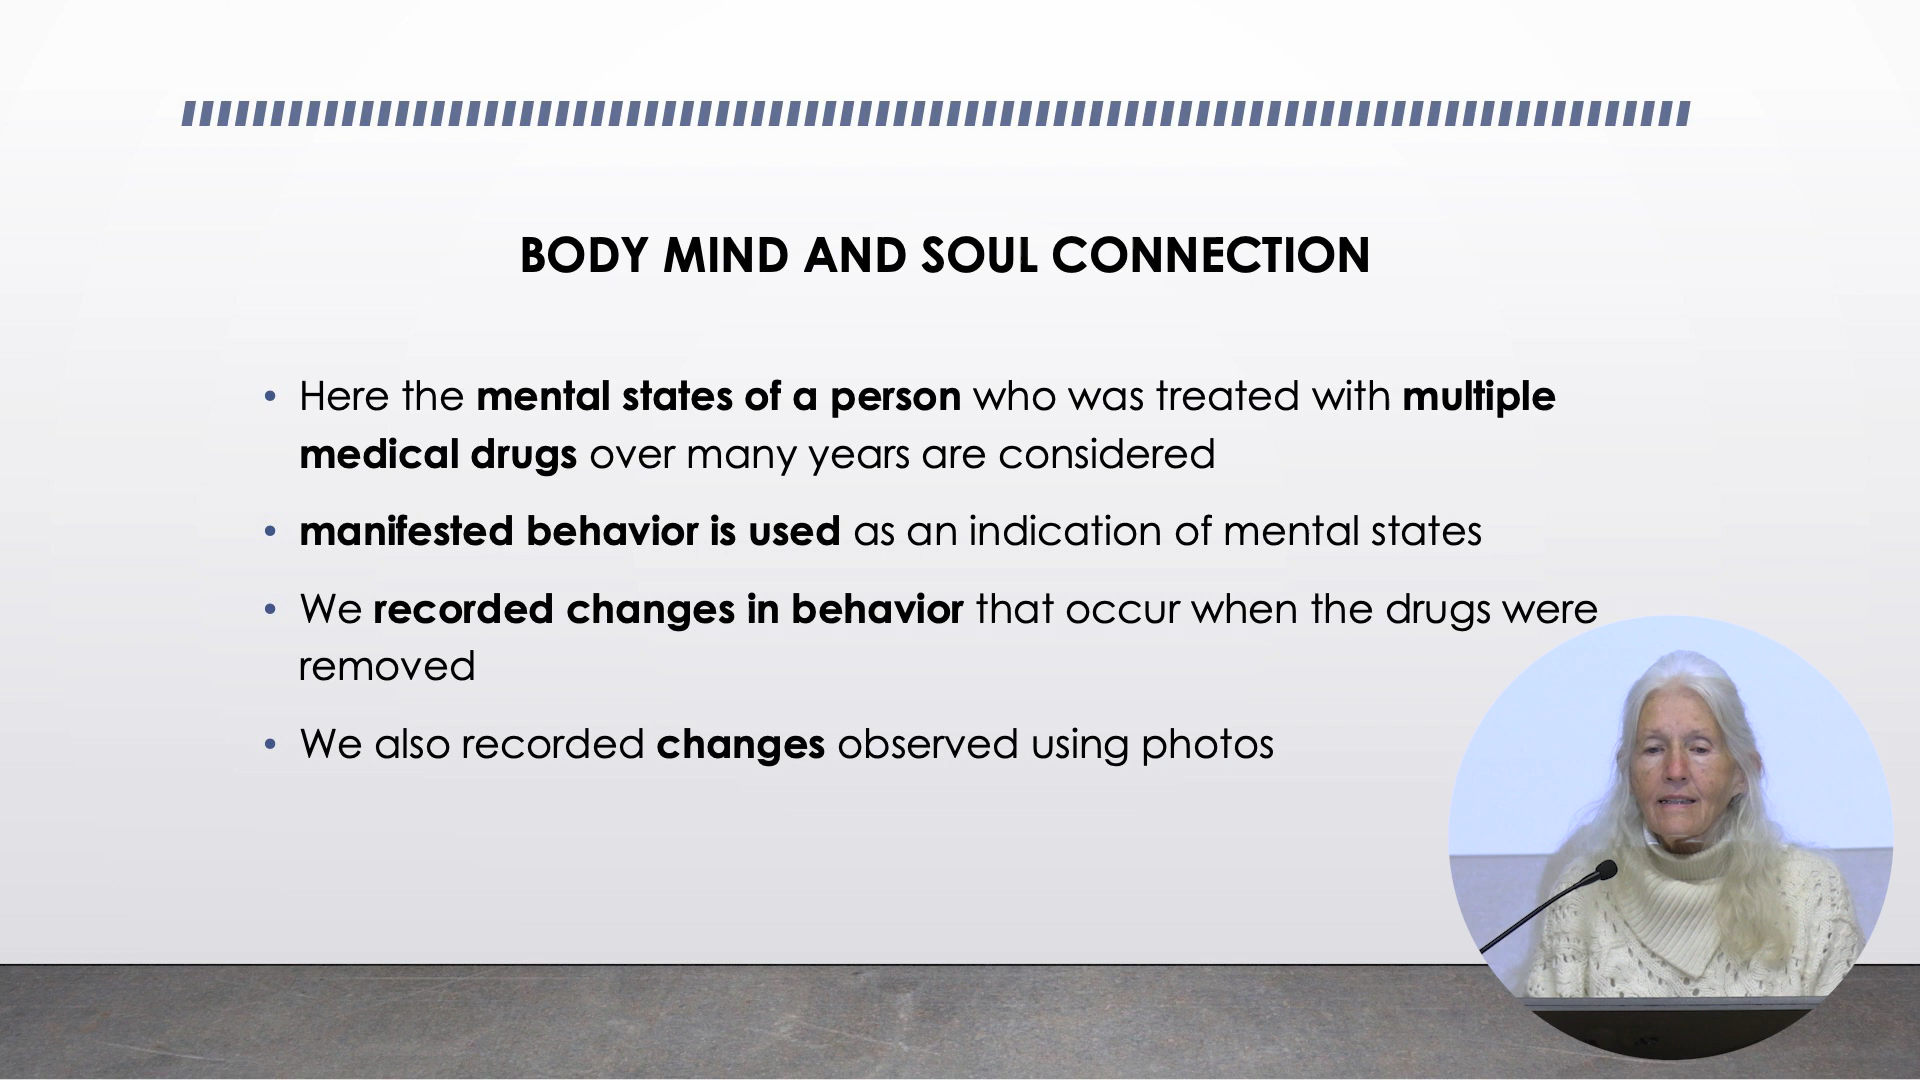 BODY MIND AND SOUL CONNECTION
• Here the mental states of a person who was treated with multiple
medical drugs over many years are considered
• manifested behavior is used as an indication of mental states
• We recorded changes in behavior that occur when the drugs were
removed
• We also recorded changes observed using photos